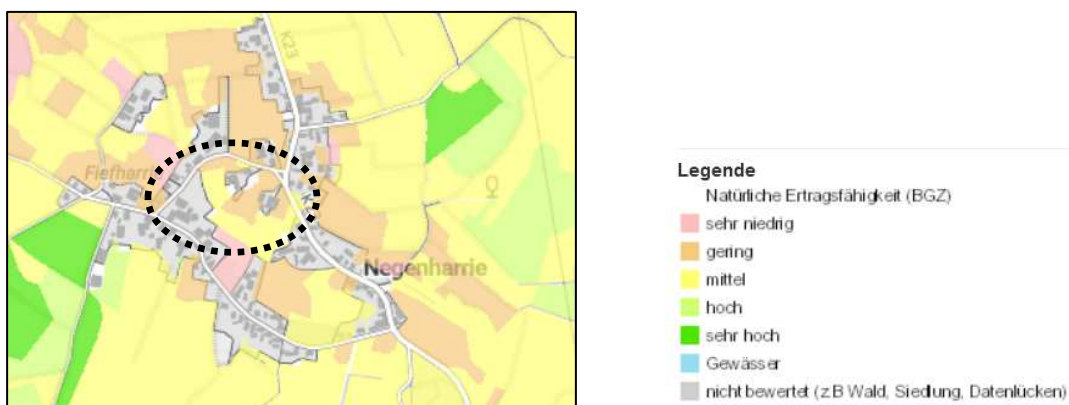 K23
Fiefharrie
Negenharrie
Legende
Natürliche Ertragsfähigkeit (BGZ)
sehr niedrig
gering
mittel
hoch
sehr hoch
Gewässer
nicht bewertet (z.B Wald, Siedlung, Datenlücken)